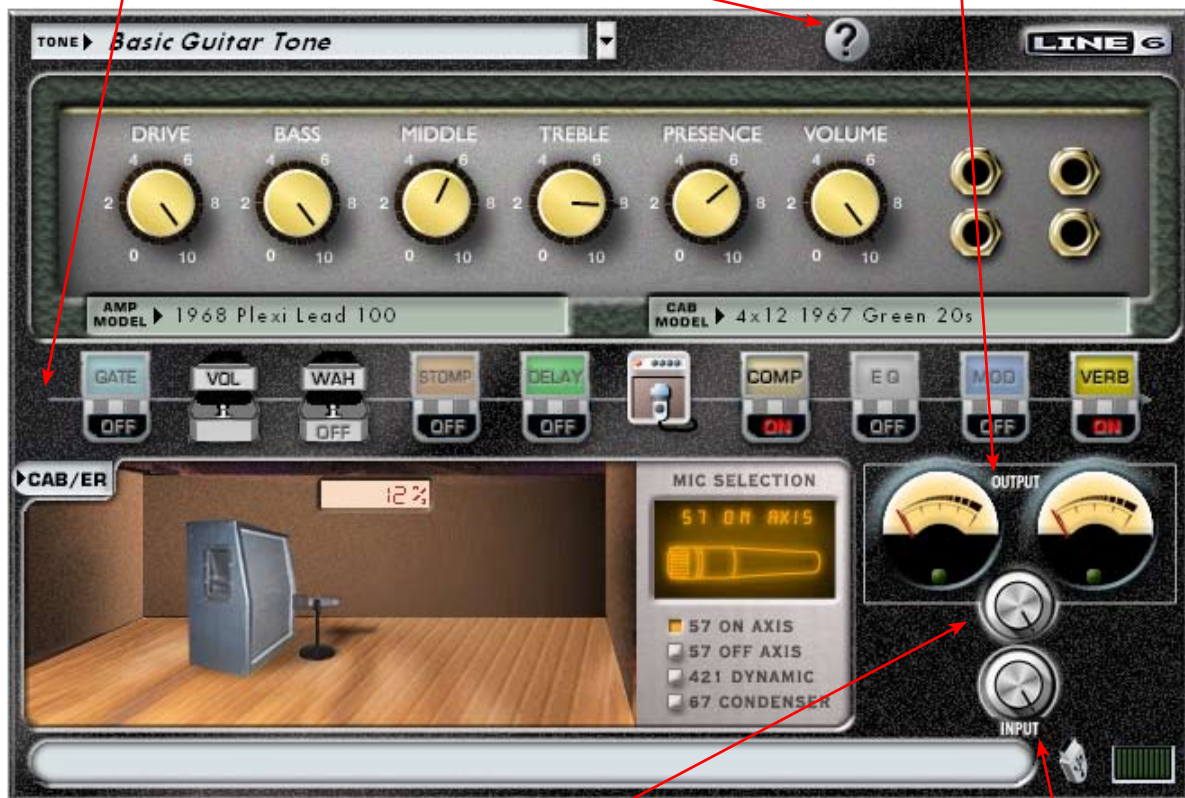 TONE Basic Guitar Tone
?
LINE 6
DRIVE BASS MIDDLE TREBLE PRESENCE VOLUME
4 6 4 6 4 6 4 6 4 6 4 6
2 8 2 8 2 8 2 8 2 8 2 8
0 10 0 10 0 10 0 10 0 10 0 10
AMP MODEL 1968 Plexi Lead 100
CAB MODEL 4x12 1967 Green 20s
GATE VOL WAH STOMP DELAY COMP EQ MOD VERB
OFF OFF OFF OFF ON OFF OFF ON
CAB/ER
12%
MIC SELECTION
57 ON AXIS
57 ON AXIS
57 OFF AXIS
421 DYNAMIC
67 CONDENSER
OUTPUT
INPUT